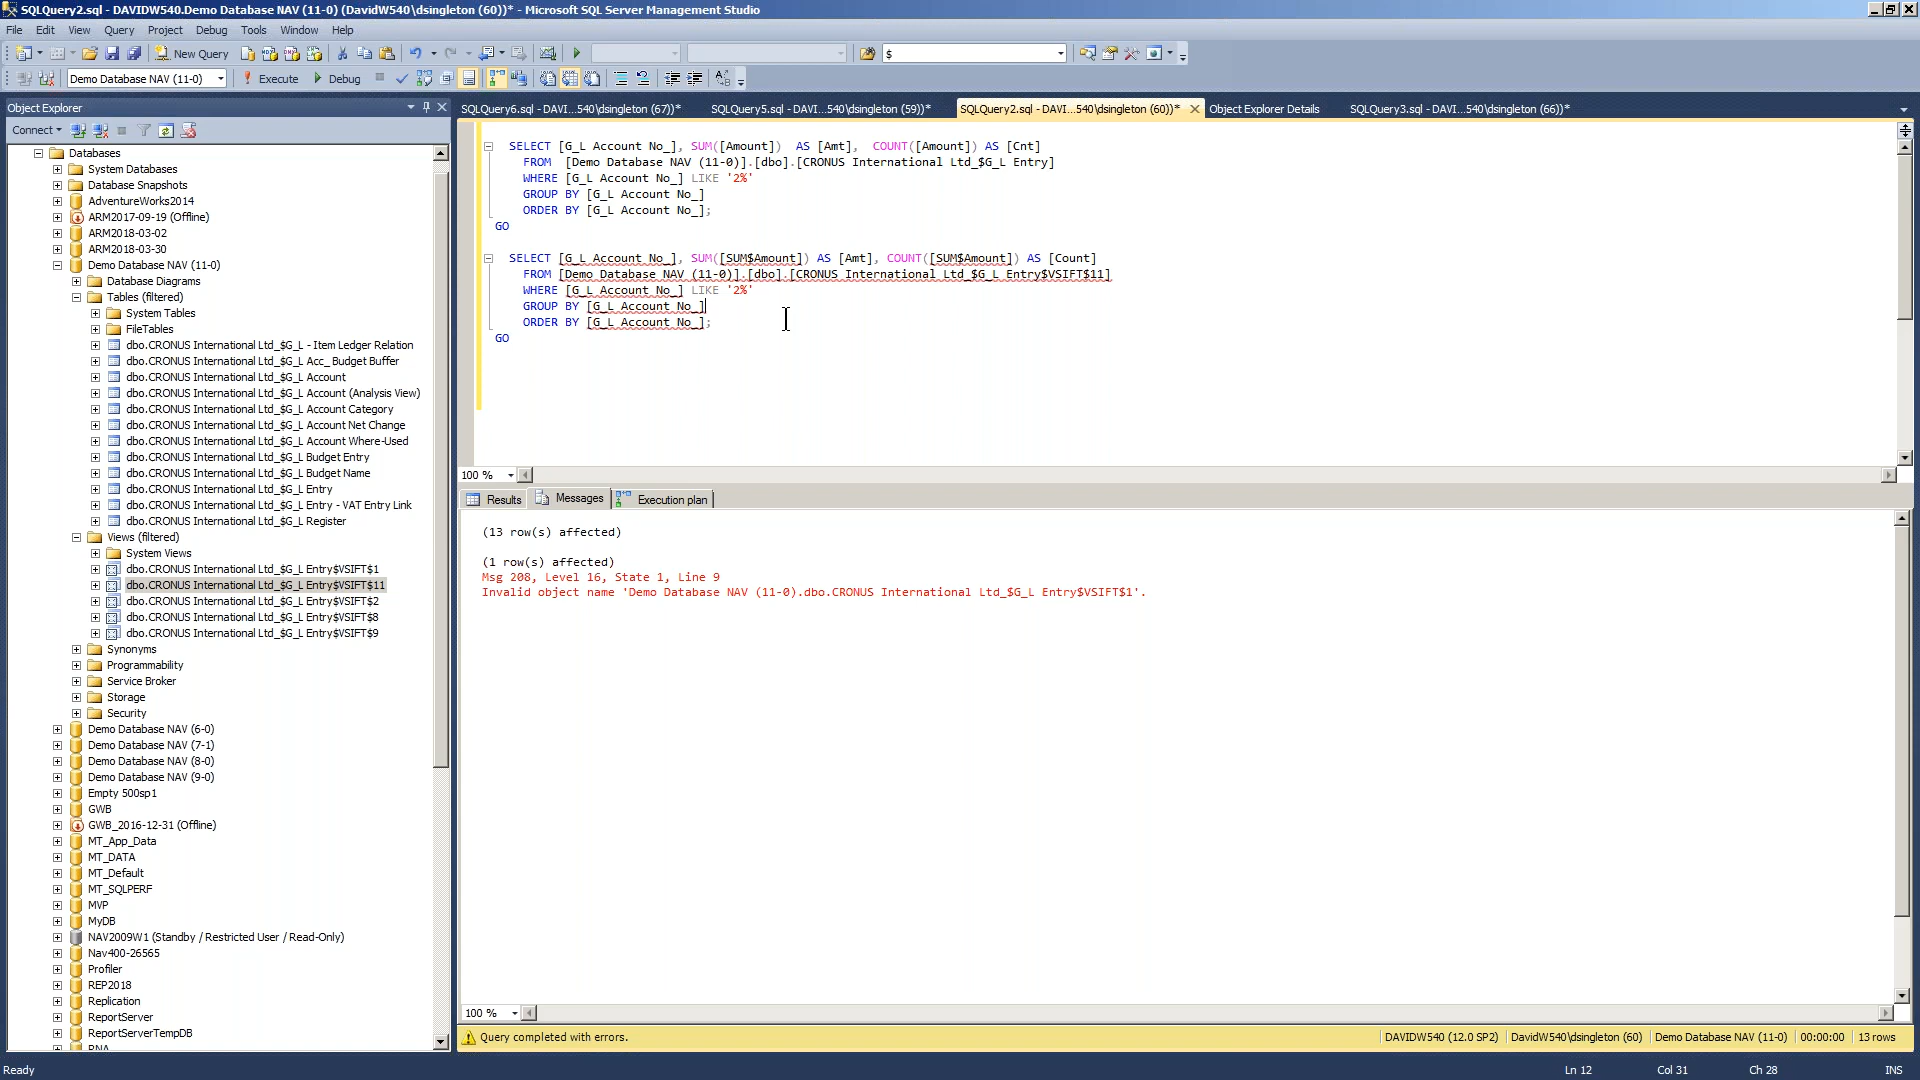 SQLQuery2.sql - DAVIDW540.Demo Database NAV (11-0) (DavidW540\dsingleton (60))* - Microsoft SQL Server Management Studio
File Edit View Query Project Debug Tools Window Help
New Query $
Demo Database NAV (11-0) Execute Debug
Object Explorer
SQLQuery6.sql - DAVI...540\dsingleton (67))* SQLQuery5.sql - DAVI...540\dsingleton (59))* SQLQuery2.sql - DAVI...540\dsingleton (60))* Object Explorer Details SQLQuery3.sql - DAVI...540\dsingleton (66))*
Connect
Databases
System Databases
Database Snapshots
AdventureWorks2014
ARM2017-09-19 (Offline)
ARM2018-03-02
ARM2018-03-30
Demo Database NAV (11-0)
Database Diagrams
Tables (filtered)
System Tables
FileTables
dbo.CRONUS International Ltd_$G_L - Item Ledger Relation
dbo.CRONUS International Ltd_$G_L Acc_ Budget Buffer
dbo.CRONUS International Ltd_$G_L Account
dbo.CRONUS International Ltd_$G_L Account (Analysis View)
dbo.CRONUS International Ltd_$G_L Account Category
dbo.CRONUS International Ltd_$G_L Account Net Change
dbo.CRONUS International Ltd_$G_L Account Where-Used
dbo.CRONUS International Ltd_$G_L Budget Entry
dbo.CRONUS International Ltd_$G_L Budget Name
dbo.CRONUS International Ltd_$G_L Entry
dbo.CRONUS International Ltd_$G_L Entry - VAT Entry Link
dbo.CRONUS International Ltd_$G_L Register
Views (filtered)
System Views
dbo.CRONUS International Ltd_$G_L Entry$VSIFT$1
dbo.CRONUS International Ltd_$G_L Entry$VSIFT$11
dbo.CRONUS International Ltd_$G_L Entry$VSIFT$2
dbo.CRONUS International Ltd_$G_L Entry$VSIFT$8
dbo.CRONUS International Ltd_$G_L Entry$VSIFT$9
Synonyms
Programmability
Service Broker
Storage
Security
Demo Database NAV (6-0)
Demo Database NAV (7-1)
Demo Database NAV (8-0)
Demo Database NAV (9-0)
Empty 500sp1
GWB
GWB_2016-12-31 (Offline)
MT_App_Data
MT_DATA
MT_Default
MT_SQLPERF
MVP
MyDB
NAV2009W1 (Standby / Restricted User / Read-Only)
Nav400-26565
Profiler
REP2018
Replication
ReportServer
ReportServerTempDB
SELECT [G_L Account No_], SUM([Amount]) AS [Amt], COUNT([Amount]) AS [Cnt]
FROM [Demo Database NAV (11-0)].[dbo].[CRONUS International Ltd_$G_L Entry]
WHERE [G_L Account No_] LIKE '2%'
GROUP BY [G_L Account No_]
ORDER BY [G_L Account No_];
GO
SELECT [G_L Account No_], SUM([SUM$Amount]) AS [Amt], COUNT([SUM$Amount]) AS [Count]
FROM [Demo Database NAV (11-0)].[dbo].[CRONUS International Ltd_$G_L Entry$VSIFT$11]
WHERE [G_L Account No_] LIKE '2%'
GROUP BY [G_L Account No_]
ORDER BY [G_L Account No_];
GO
100 %
Results Messages Execution plan
(13 row(s) affected)
(1 row(s) affected)
Msg 208, Level 16, State 1, Line 9
Invalid object name 'Demo Database NAV (11-0).dbo.CRONUS International Ltd_$G_L Entry$VSIFT$1'.
100 %
Query completed with errors. DAVIDW540 (12.0 SP2) DavidW540\dsingleton (60) Demo Database NAV (11-0) 00:00:00 13 rows
Ready Ln 12 Col 31 Ch 28 INS